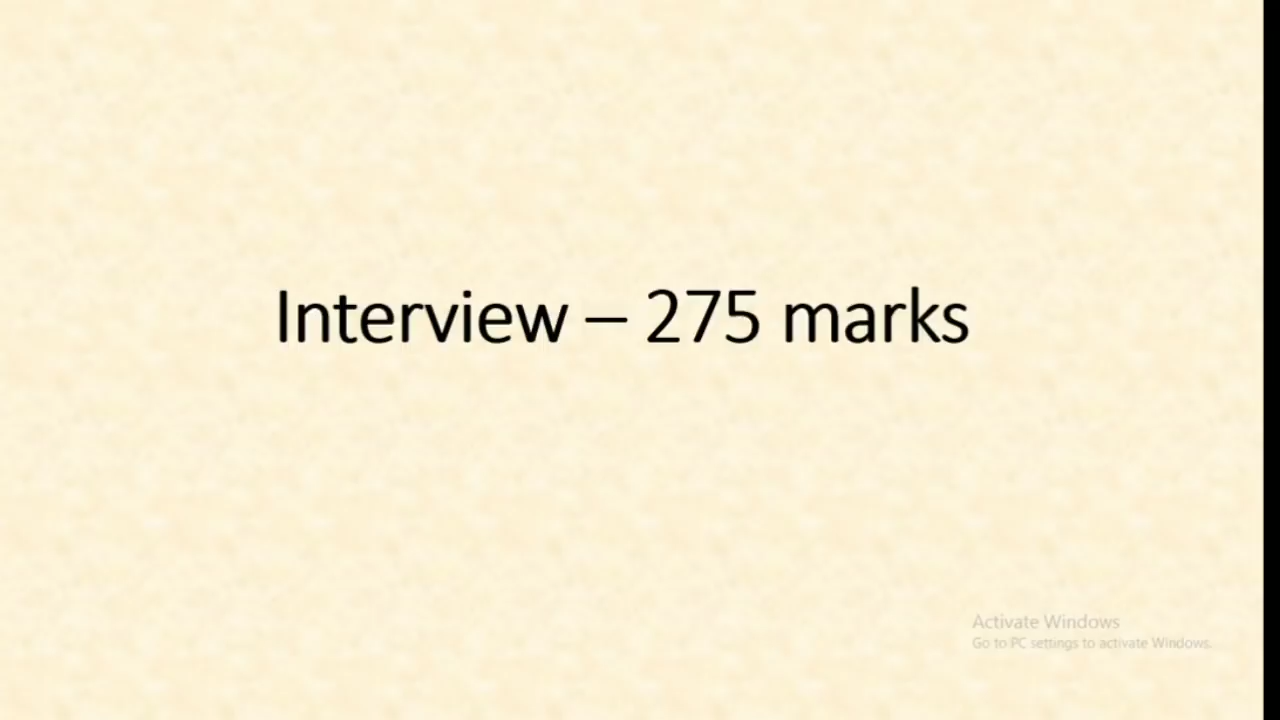 Interview – 275 marks
Activate Windows
Go to PC settings to activate Windows.